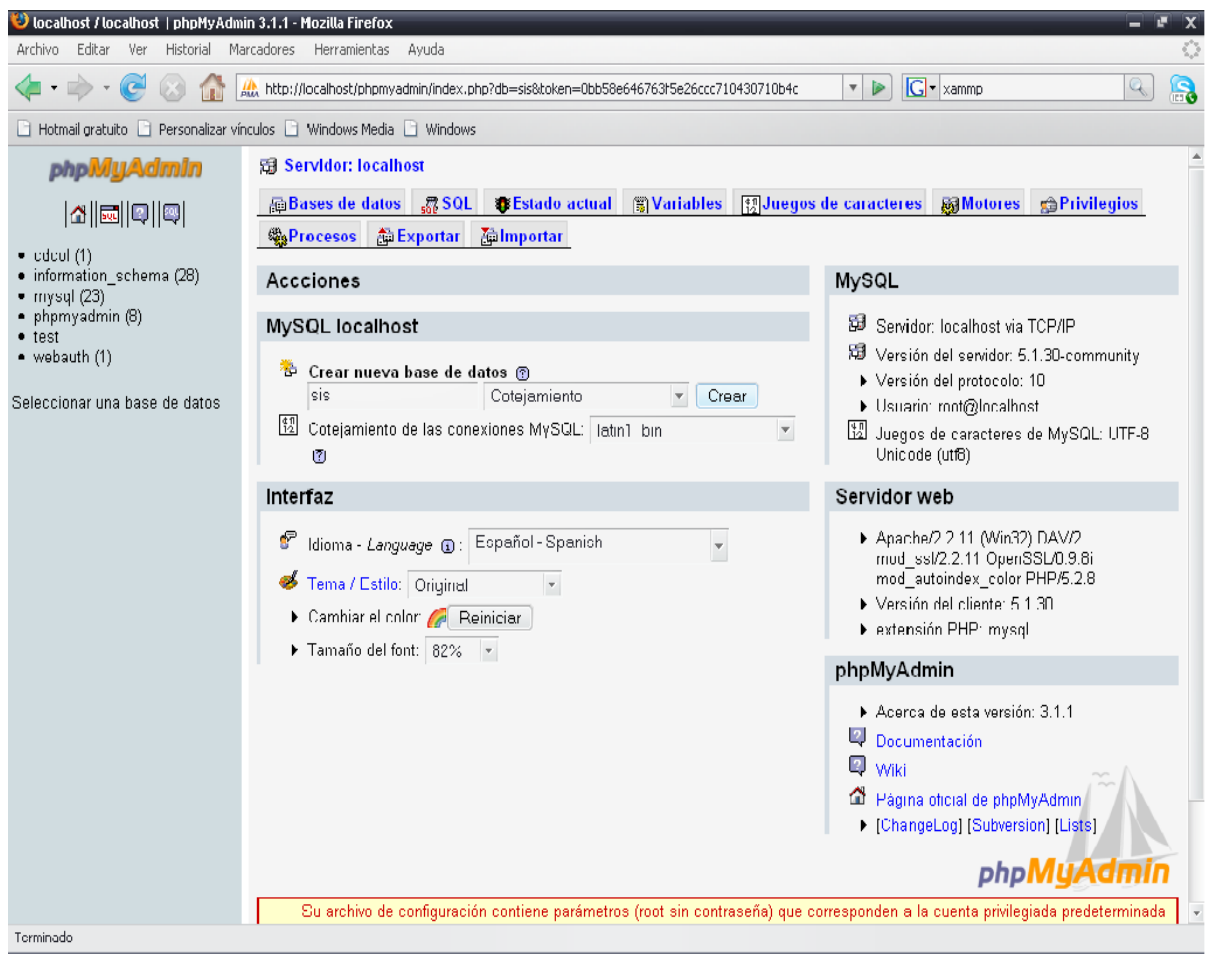 localhost / localhost | phpMyAdmin 3.1.1 - Mozilla Firefox
Archivo Editar Ver Historial Marcadores Herramientas Ayuda
http://localhost/phpmyadmin/index.php?db=sis&token=0bb58e646763f5e26ccc710430710b4c
xammp
Hotmail gratuito Personalizar vínculos Windows Media Windows
phpMyAdmin
cdcol (1)
information_schema (28)
mysql (23)
phpmyadmin (8)
test
webauth (1)
Seleccionar una base de datos
Servidor: localhost
Bases de datos SQL Estado actual Variables Juegos de caracteres Motores Privilegios
Procesos Exportar Importar
Accciones
MySQL localhost
Crear nueva base de datos
sis Cotejamiento Crear
Cotejamiento de las conexiones MySQL: latin1_bin
Interfaz
Idioma - Language : Español - Spanish
Tema / Estilo: Original
Cambiar el color: Reiniciar
Tamaño del font: 82%
MySQL
Servidor: localhost via TCP/IP
Versión del servidor: 5.1.30-community
Versión del protocolo: 10
Usuario: root@localhost
Juegos de caracteres de MySQL: UTF-8
Unicode (utf8)
Servidor web
Apache/2.2.11 (Win32) DAV/2
mod_ssl/2.2.11 OpenSSL/0.9.8i
mod_autoindex_color PHP/5.2.8
Versión del cliente: 5.1.30
extensión PHP: mysql
phpMyAdmin
Acerca de esta versión: 3.1.1
Documentación
Wiki
Página oficial de phpMyAdmin
[ChangeLog] [Subversion] [Lists]
phpMyAdmin
Su archivo de configuración contiene parámetros (root sin contraseña) que corresponden a la cuenta privilegiada predeterminada
Terminado